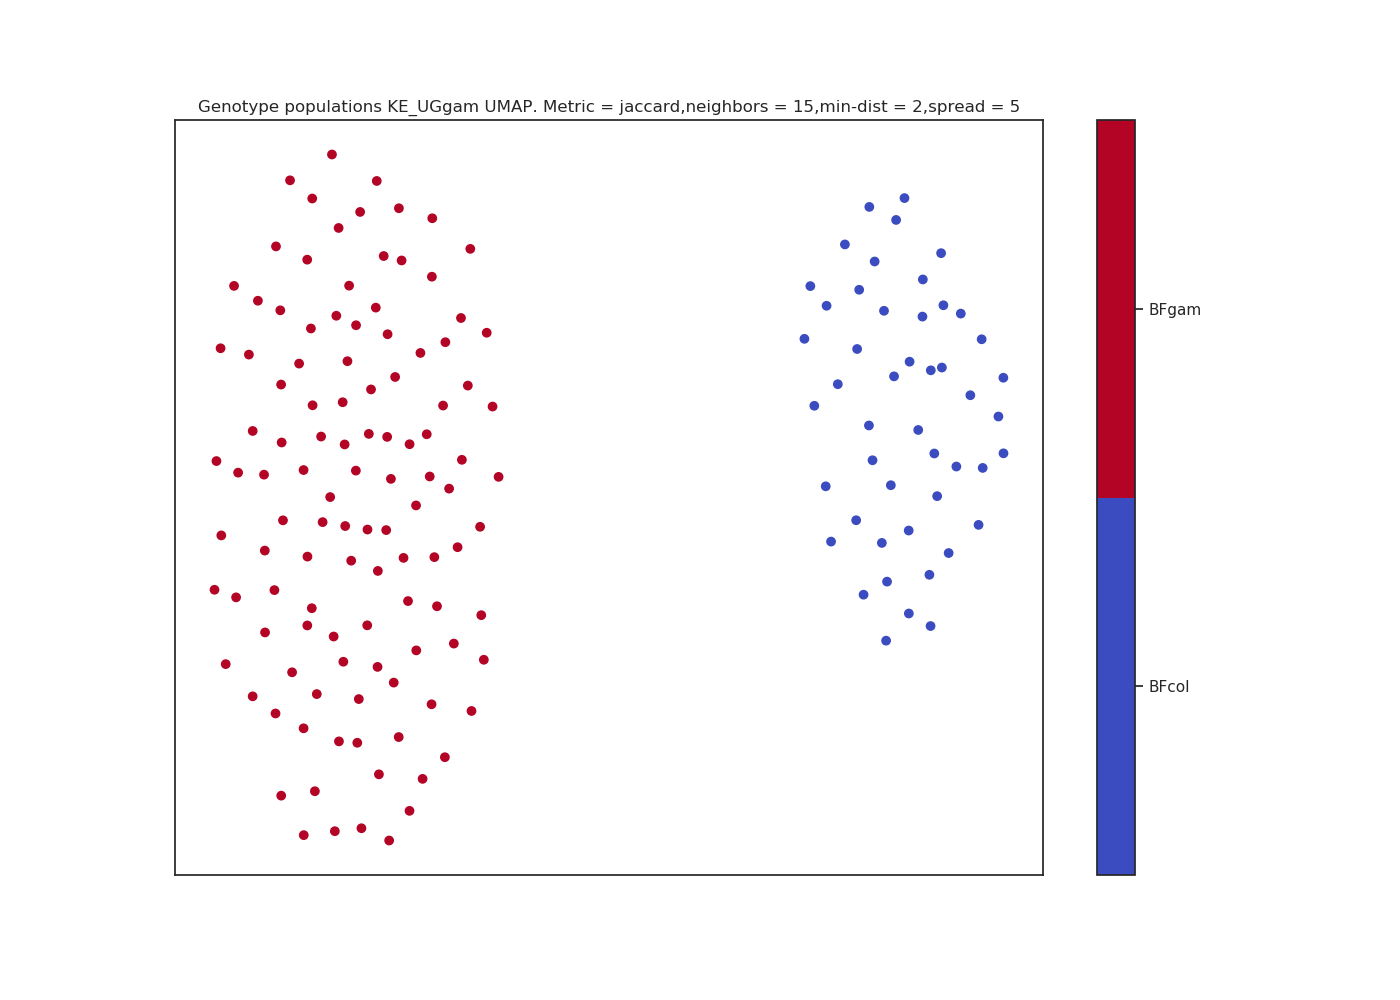 Genotype populations KE_UGgam UMAP. Metric = jaccard,neighbors = 15,min-dist = 2,spread = 5
BFgam
BFcol